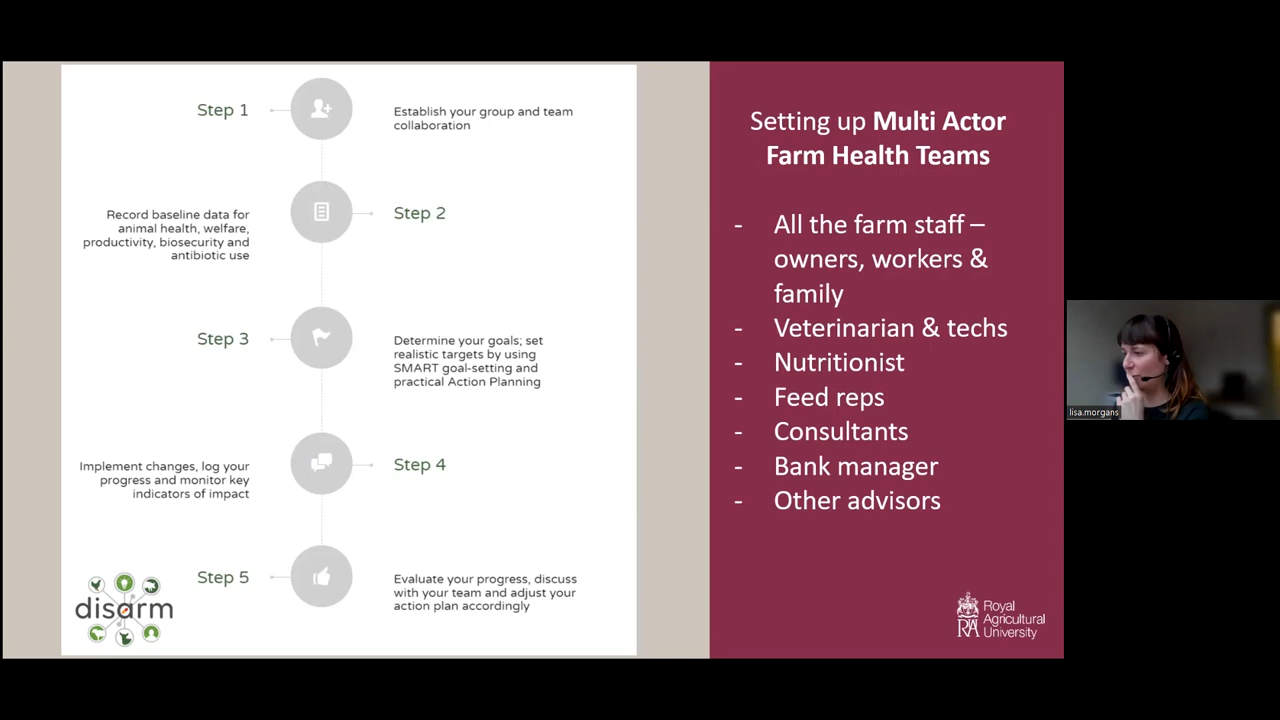 Step 1
Establish your group and team
collaboration
Record baseline data for
animal health, welfare,
productivity, biosecurity and
antibiotic use
Step 2
Step 3
Determine your goals; set
realistic targets by using
SMART goal-setting and
practical Action Planning
Implement changes, log your
progress and monitor key
indicators of impact
Step 4
Step 5
Evaluate your progress, discuss
with your team and adjust your
action plan accordingly
disarm
Setting up Multi Actor
Farm Health Teams
- All the farm staff –
owners, workers &
family
- Veterinarian & techs
- Nutritionist
- Feed reps
- Consultants
- Bank manager
- Other advisors
Royal
Agricultural
University
lisa.morgans